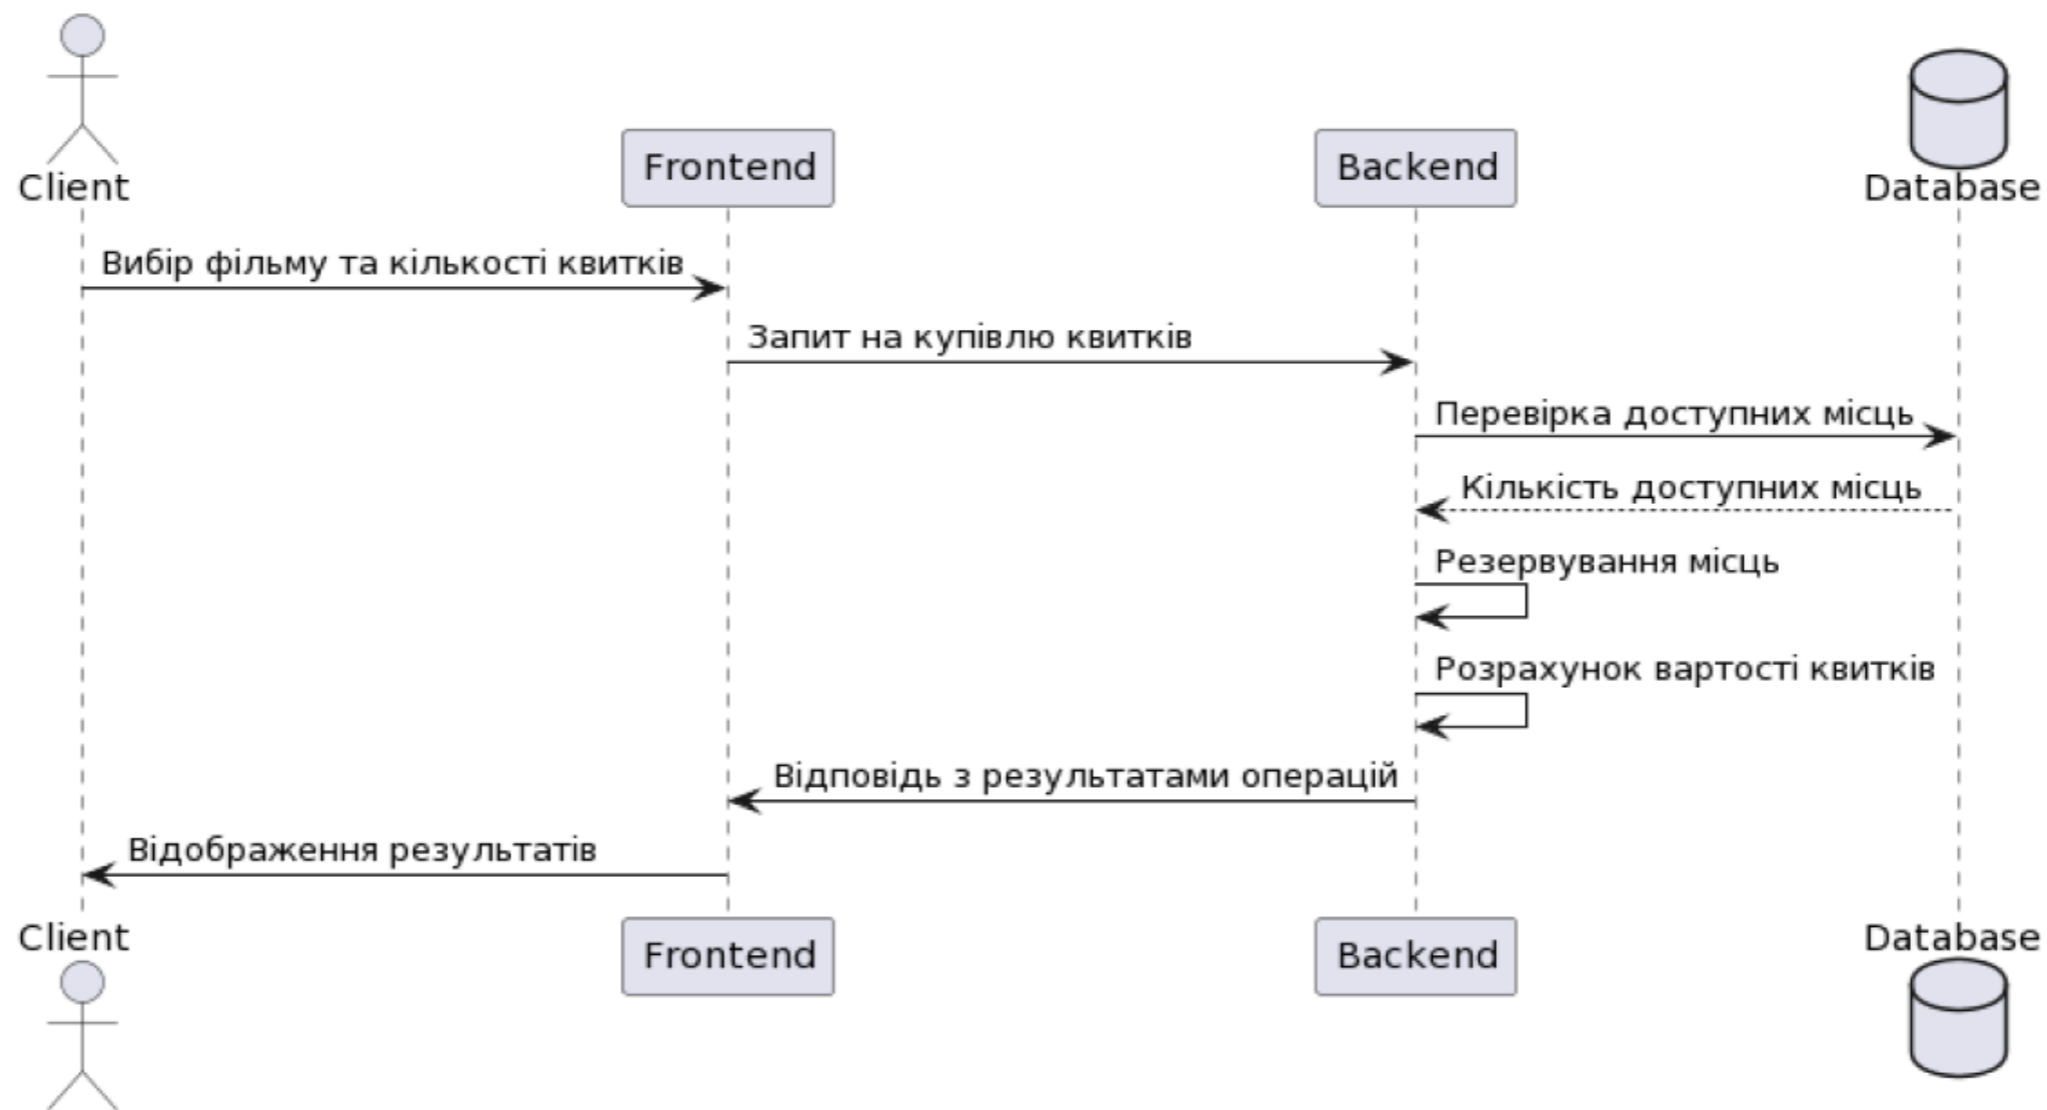 Client
Frontend
Backend
Database
Вибір фільму та кількості квитків
Запит на купівлю квитків
Перевірка доступних місць
Кількість доступних місць
Резервування місць
Розрахунок вартості квитків
Відповідь з результатами операцій
Відображення результатів
Client
Frontend
Backend
Database